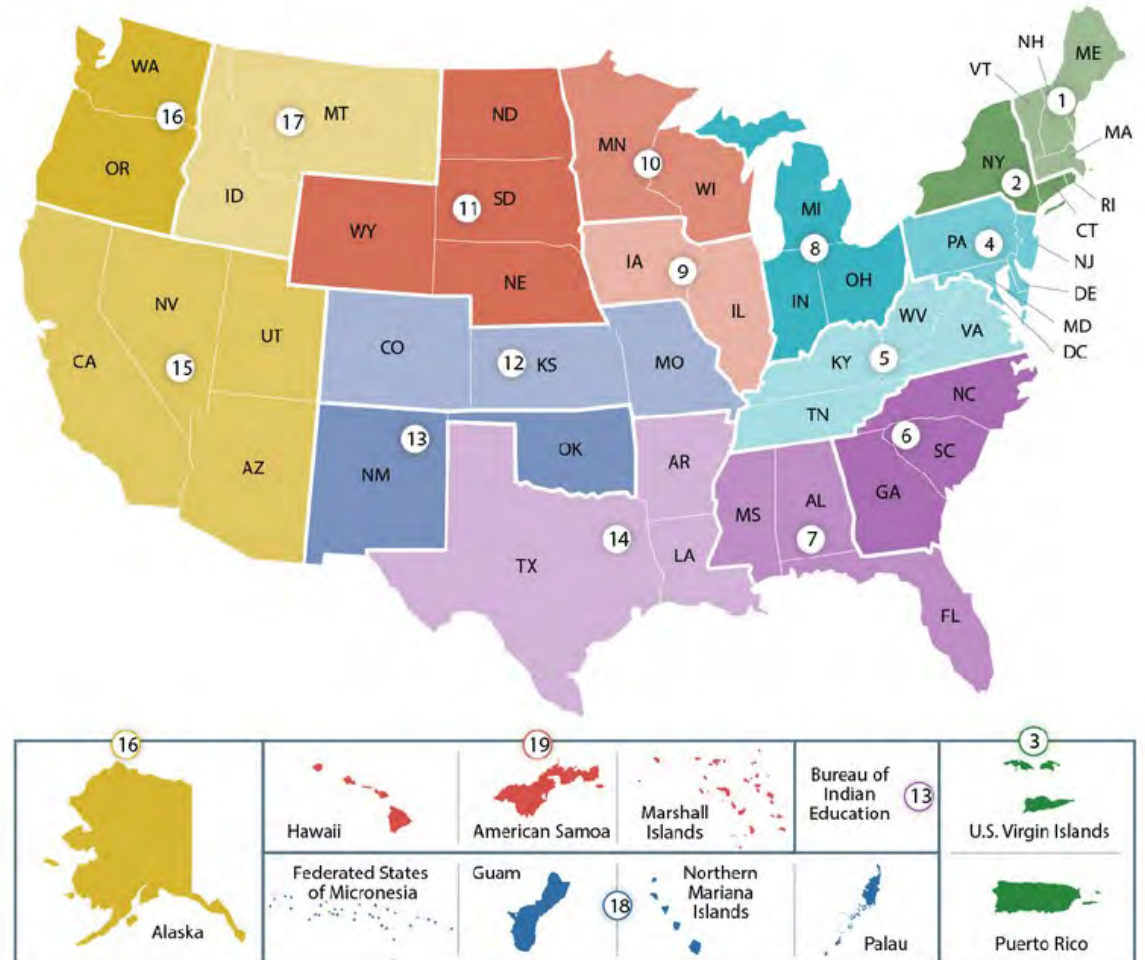 NH
ME
WA
VT
1
16
17
MT
ND
MA
MN
10
OR
NY
2
ID
11
SD
WI
RI
WY
MI
CT
PA
4
8
NJ
IA
9
NE
OH
DE
NV
IN
IL
WV
MD
UT
VA
DC
CO
12
KS
MO
KY
5
CA
15
NC
TN
13
6
OK
SC
AZ
NM
AR
GA
MS
AL
14
7
TX
LA
FL
16
Alaska
19
Hawaii
American Samoa
Marshall
Islands
Bureau of
Indian
Education
13
3
U.S. Virgin Islands
Federated States
of Micronesia
Guam
18
Northern
Mariana
Islands
Palau
Puerto Rico